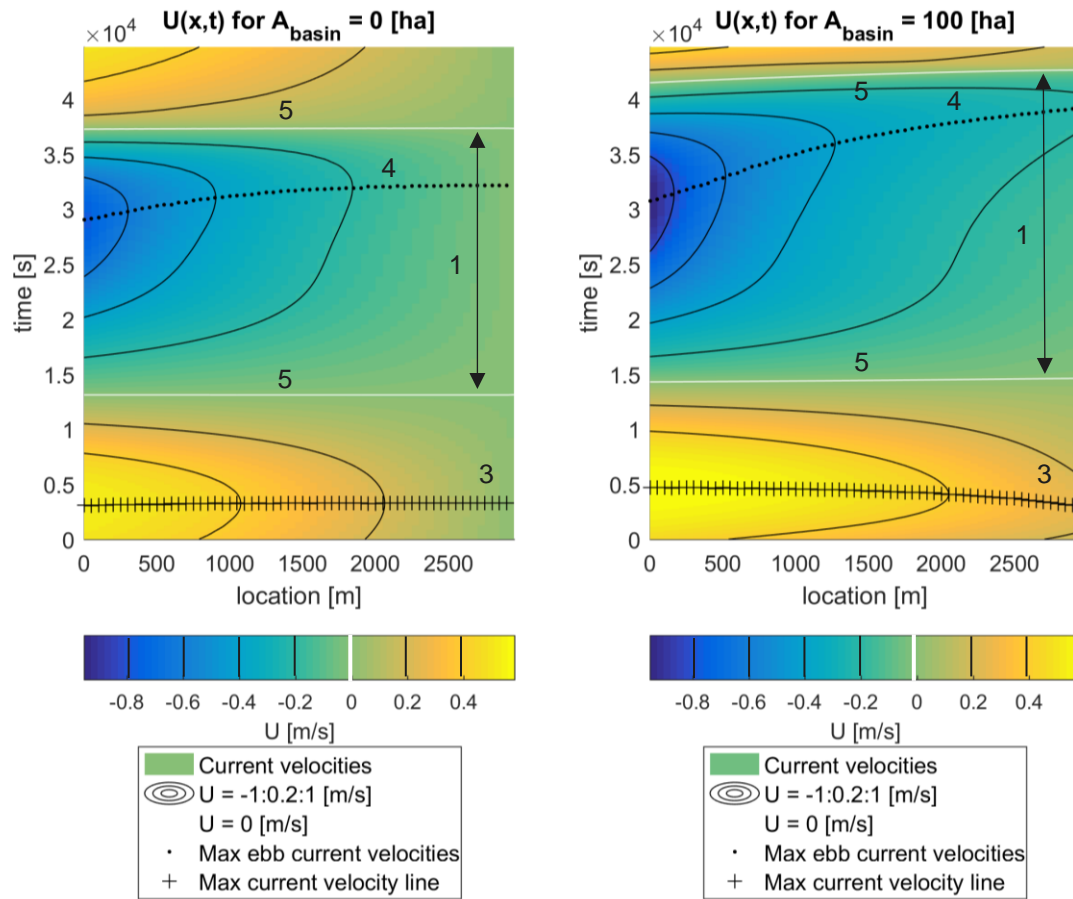 U(x,t) for A_basin = 0 [ha]
×10^4
time [s]
4
3.5
3
2.5
2
1.5
1
0.5
0
5
4
1
5
3
0 500 1000 1500 2000 2500
location [m]
-0.8 -0.6 -0.4 -0.2 0 0.2 0.4
U [m/s]
Current velocities
U = -1:0.2:1 [m/s]
U = 0 [m/s]
Max ebb current velocities
Max current velocity line
U(x,t) for A_basin = 100 [ha]
×10^4
time [s]
4
3.5
3
2.5
2
1.5
1
0.5
0
5
4
1
5
3
0 500 1000 1500 2000 2500
location [m]
-0.8 -0.6 -0.4 -0.2 0 0.2 0.4
U [m/s]
Current velocities
U = -1:0.2:1 [m/s]
U = 0 [m/s]
Max ebb current velocities
Max current velocity line